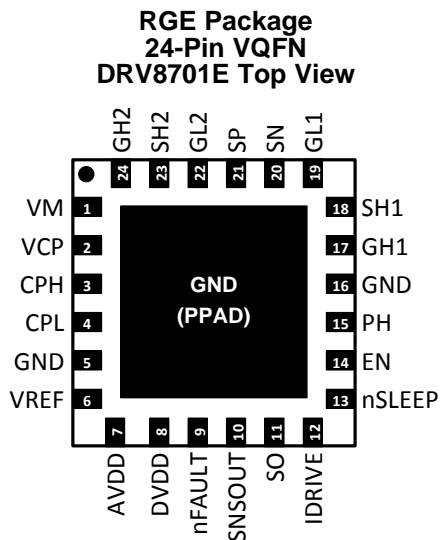 RGE Package
24-Pin VQFN
DRV8701E Top View
GH2 SH2 GL2 SP SN GL1
24 23 22 21 20 19
VM 1 18 SH1
VCP 2 17 GH1
CPH 3 16 GND
CPL 4 15 PH
GND 5 14 EN
VREF 6 13 nSLEEP
GND
(PPAD)
7 8 9 10 11 12
AVDD DVDD nFAULT SNSOUT SO IDRIVE